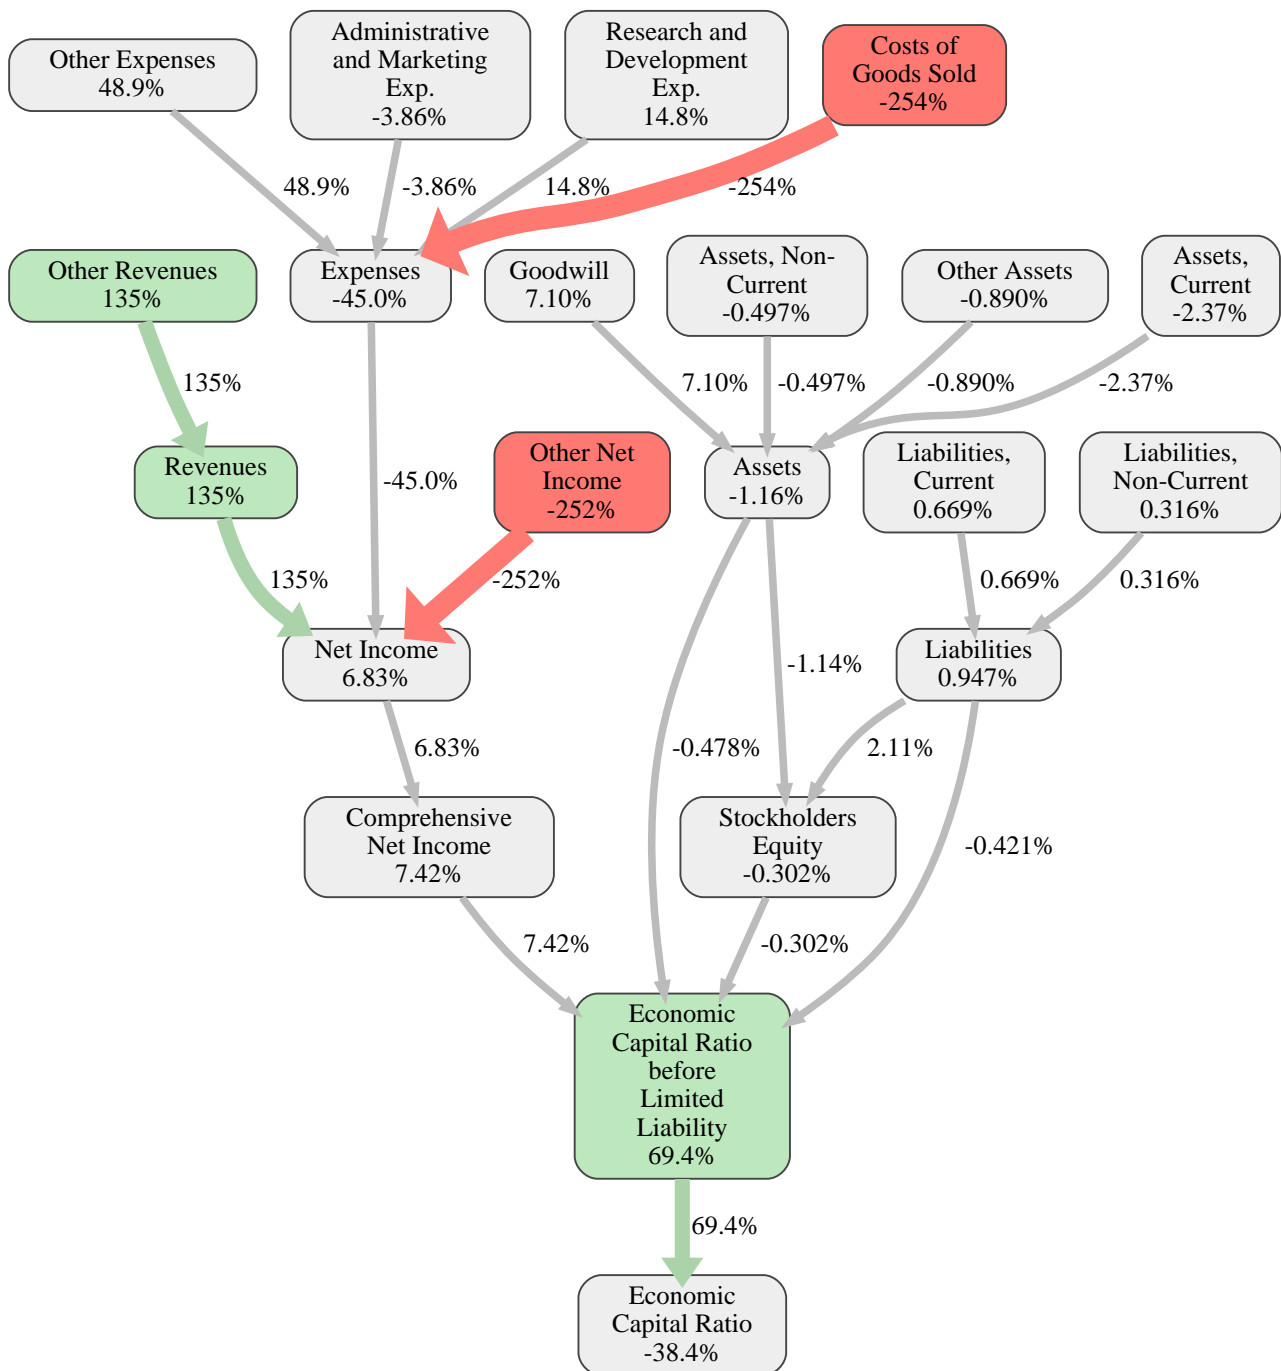 Other Expenses
48.9%
Administrative
and Marketing
Exp.
-3.86%
Research and
Development
Exp.
14.8%
Costs of
Goods Sold
-254%
48.9%
-3.86%
14.8%
-254%
Other Revenues
135%
Expenses
-45.0%
Goodwill
7.10%
Assets, Non-
Current
-0.497%
Other Assets
-0.890%
Assets,
Current
-2.37%
135%
7.10%
-0.497%
-0.890%
-2.37%
Revenues
135%
-45.0%
Other Net
Income
-252%
Assets
-1.16%
Liabilities,
Current
0.669%
Liabilities,
Non-Current
0.316%
135%
-252%
0.669%
0.316%
Net Income
6.83%
-1.14%
Liabilities
0.947%
6.83%
-0.478%
2.11%
Comprehensive
Net Income
7.42%
Stockholders
Equity
-0.302%
-0.421%
7.42%
-0.302%
Economic
Capital Ratio
before
Limited
Liability
69.4%
69.4%
Economic
Capital Ratio
-38.4%